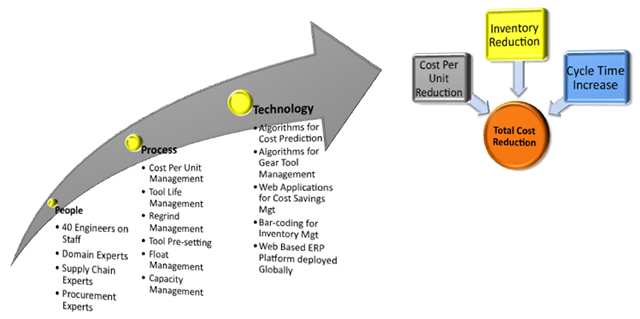 People
• 40 Engineers on
Staff
• Domain Experts
• Supply Chain
Experts
• Procurement
Experts
Process
• Cost Per Unit
Management
• Tool Life
Management
• Regrind
Management
• Tool Pre-setting
• Float
Management
• Capacity
Management
Technology
• Algorithms for
Cost Prediction
• Algorithms for
Gear Tool
Management
• Web Applications
for Cost Savings
Mgt
• Bar-coding for
Inventory Mgt
• Web Based ERP
Platform deployed
Globally
Cost Per
Unit
Reduction
Inventory
Reduction
Cycle Time
Increase
Total Cost
Reduction